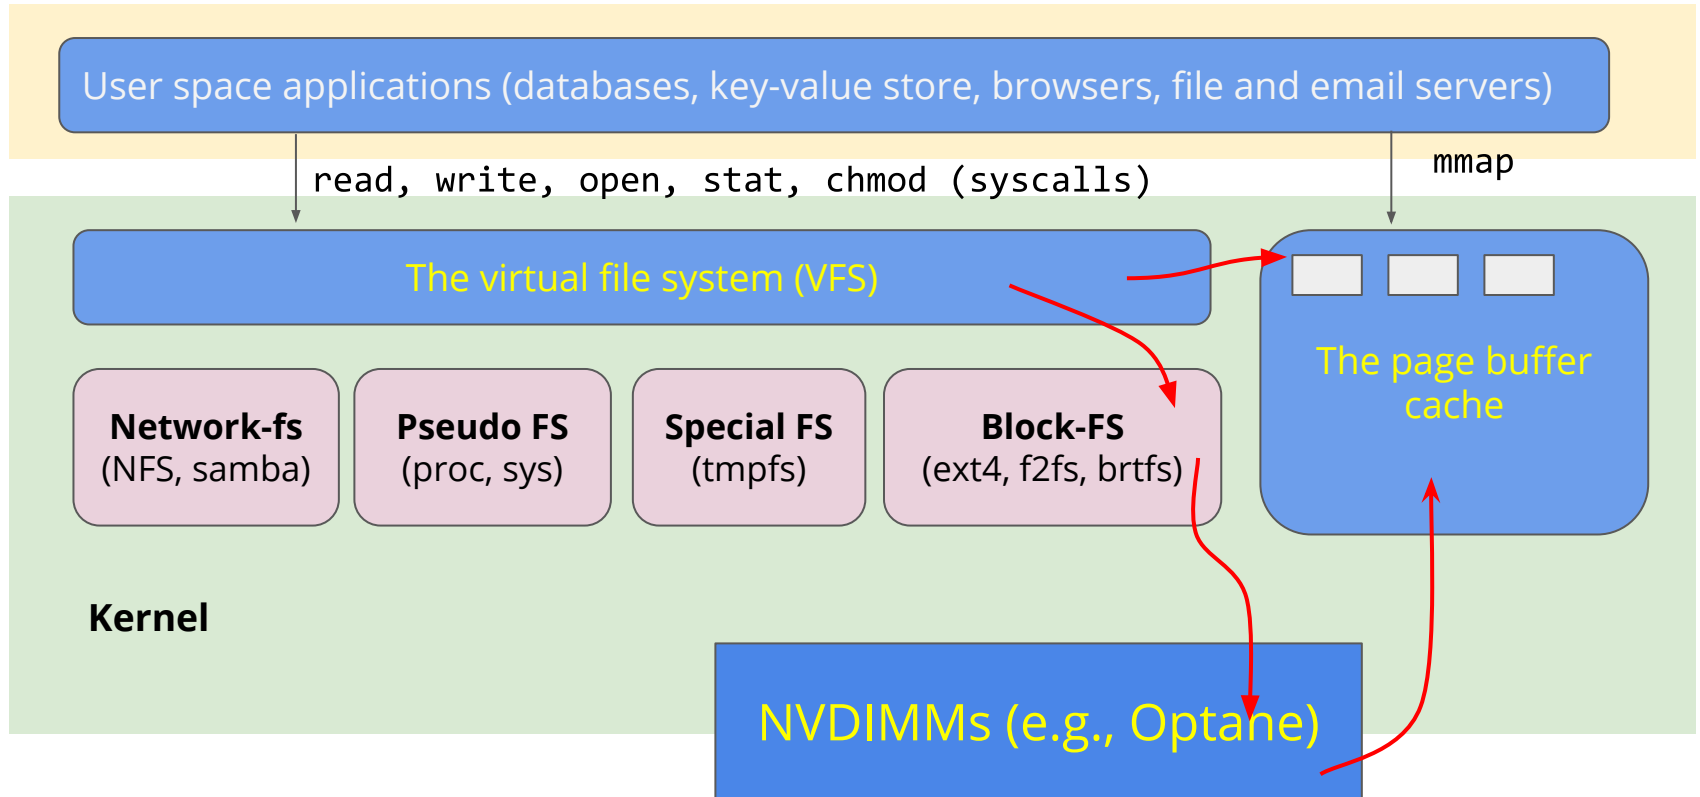 User space applications (databases, key-value store, browsers, file and email servers)
read, write, open, stat, chmod (syscalls)
mmap
The virtual file system (VFS)
The page buffer
cache
Network-fs
(NFS, samba)
Pseudo FS
(proc, sys)
Special FS
(tmpfs)
Block-FS
(ext4, f2fs, brtfs)
Kernel
NVDIMMs (e.g., Optane)